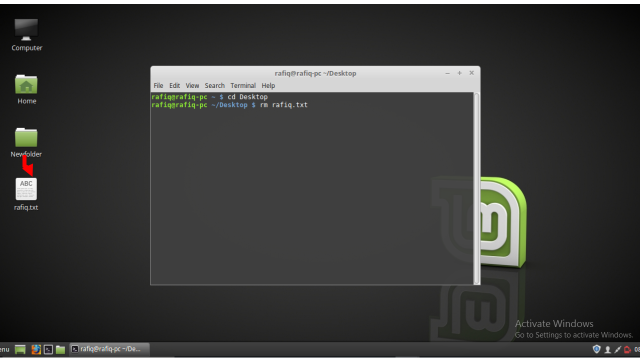 Computer
Home
Newfolder
ABC
rafiq.txt
rafiq@rafiq-pc ~/Desktop
File Edit View Search Terminal Help
rafiq@rafiq-pc ~ $ cd Desktop
rafiq@rafiq-pc ~/Desktop $ rm rafiq.txt
Activate Windows
Go to Settings to activate Windows.
enu
rafiq@rafiq-pc ~/De...